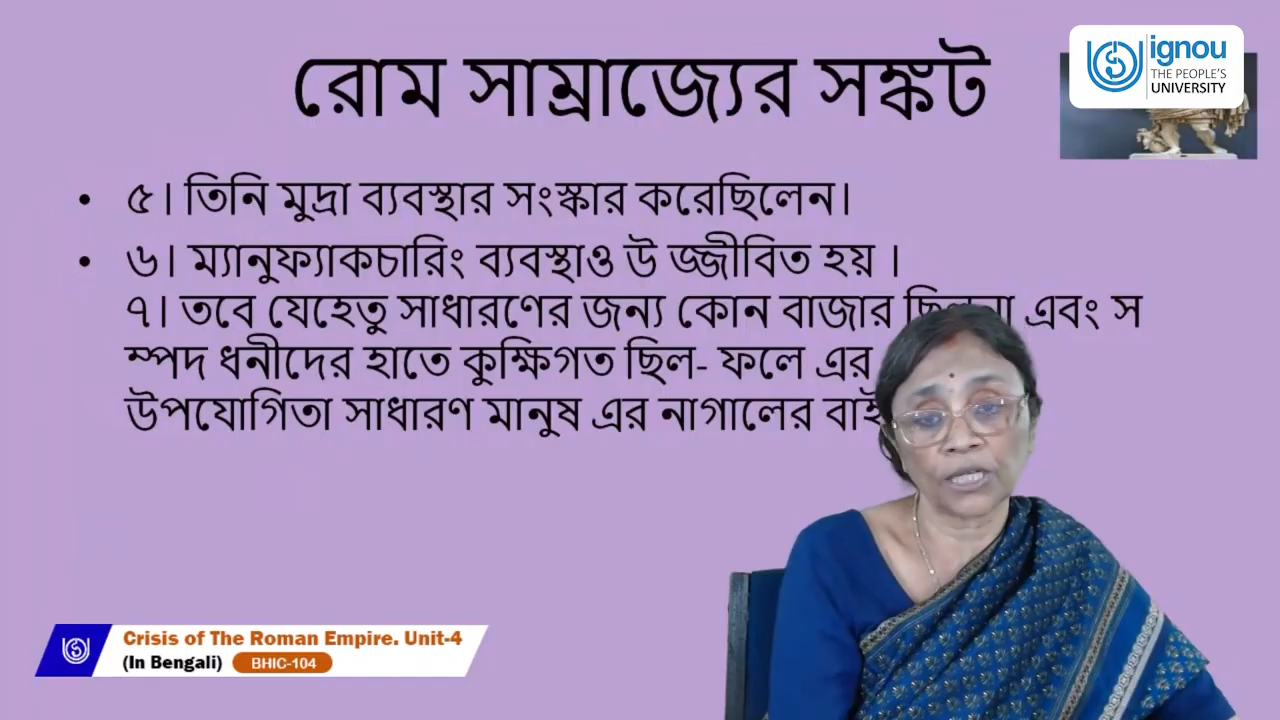 রোম সাম্রাজ্যের সঙ্কট
ignou
THE PEOPLE'S
UNIVERSITY
• ৫। তিনি মুদ্রা ব্যবস্থার সংস্কার করেছিলেন।
• ৬। ম্যানুফ্যাকচারিং ব্যবস্থাও উ জ্জীবিত হয় ।
৭। তবে যেহেতু সাধারণের জন্য কোন বাজার এবং স
ম্পদ ধনীদের হাতে কুক্ষিগত ছিল- ফলে এর
উপযোগিতা সাধারণ মানুষ এর নাগালের
Crisis of The Roman Empire. Unit-4
(In Bengali) BHIC-104